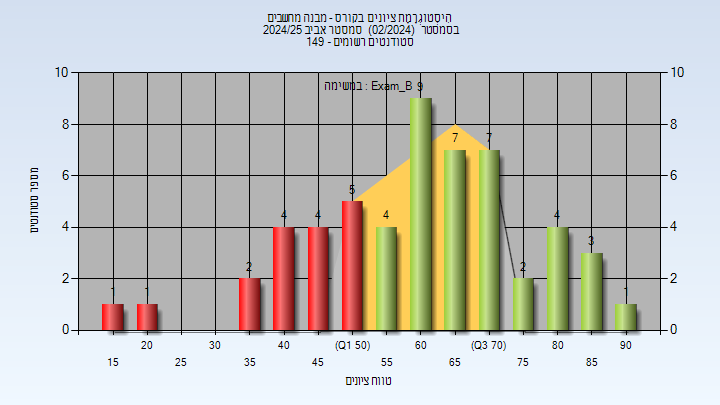 היסטוגרמת ציונים בקורס - מבנה מחשבים
בסמסטר (02/2024) סמסטר אביב 2024/25
סטודנטים רשומים - 149
במשימה : Exam_B
מספר סטודנטים
10 10
8 8
6 6
4 4
2 2
0 0
1 1 2 4 4 5 4 9 7 7 2 4 3 1
20 30 40 (Q1 50) 60 (Q3 70) 80 90
15 25 35 45 55 65 75 85
טווח ציונים